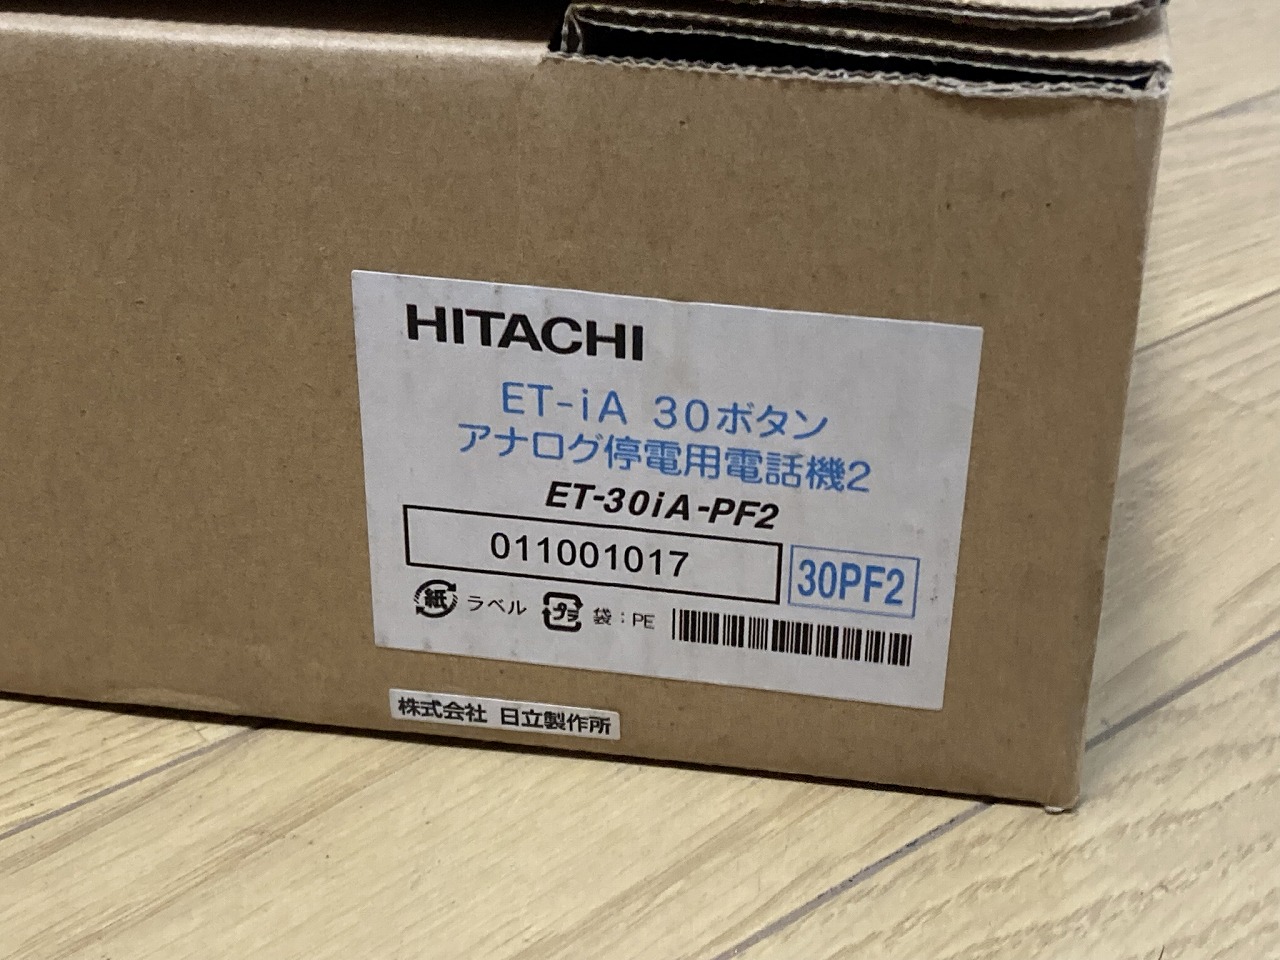 HITACHI
ET-iA 30ボタン
アナログ停電用電話機2
ET-30iA-PF2
011001017
30PF2
紙 ラベル プラ 袋：PE
株式会社 日立製作所